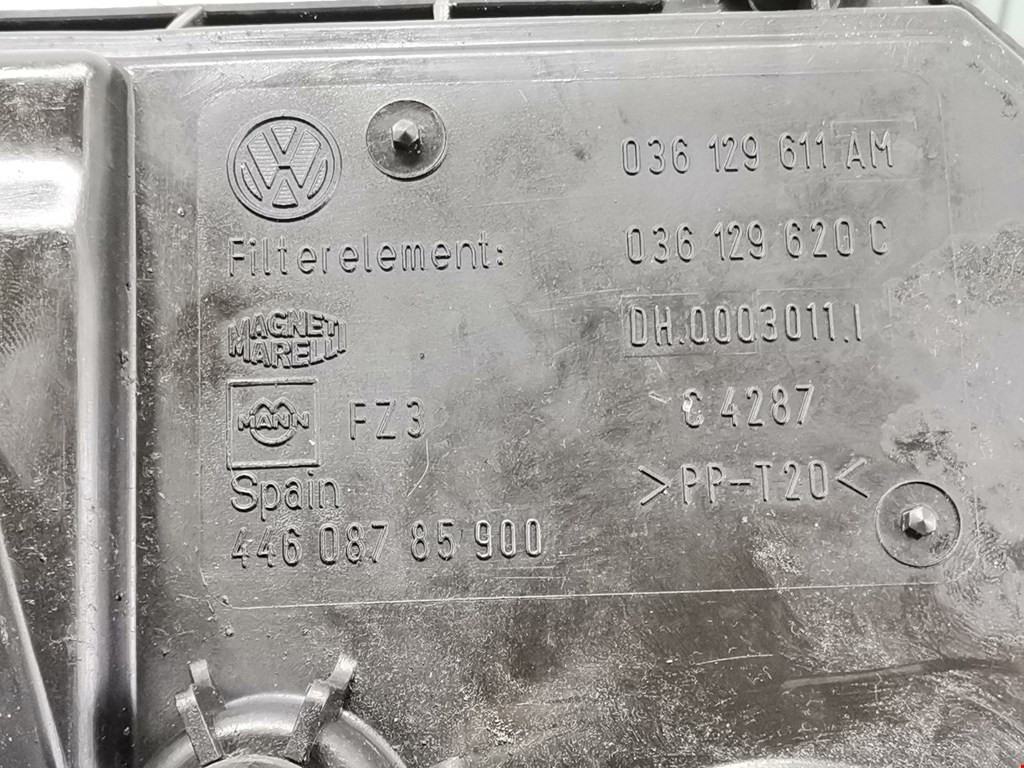 VW
036 129 611 AM
Filterelement: 036 129 620 C
MAGNETI
MARELLI
DH.0003011.I
MANN
FZ3
C 4287
Spain
>PP-T20<
446 087 85 900